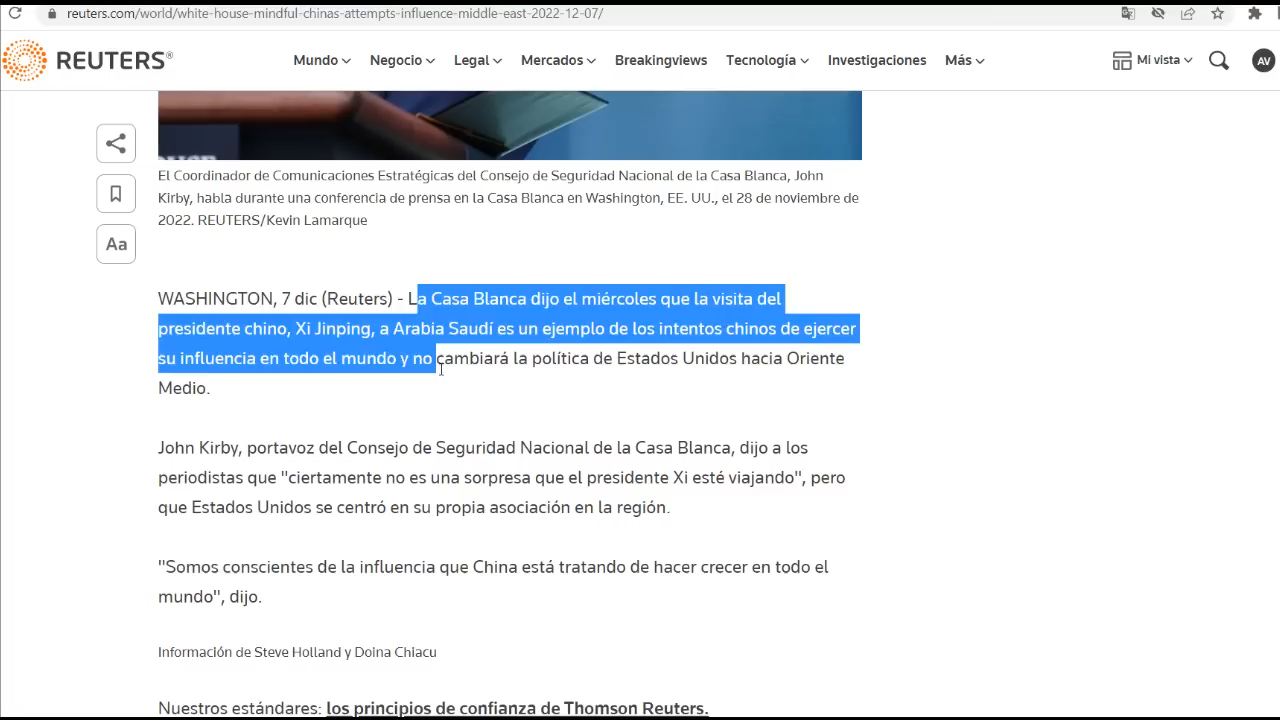 reuters.com/world/white-house-mindful-chinas-attempts-influence-middle-east-2022-12-07/
REUTERS®
Mundo
Negocio
Legal
Mercados
Breakingviews
Tecnología
Investigaciones
Más
Mi vista
AV
El Coordinador de Comunicaciones Estratégicas del Consejo de Seguridad Nacional de la Casa Blanca, John
Kirby, habla durante una conferencia de prensa en la Casa Blanca en Washington, EE. UU., el 28 de noviembre de
2022. REUTERS/Kevin Lamarque
Aa
WASHINGTON, 7 dic (Reuters) - La Casa Blanca dijo el miércoles que la visita del
presidente chino, Xi Jinping, a Arabia Saudí es un ejemplo de los intentos chinos de ejercer
su influencia en todo el mundo y no cambiará la política de Estados Unidos hacia Oriente
Medio.
John Kirby, portavoz del Consejo de Seguridad Nacional de la Casa Blanca, dijo a los
periodistas que "ciertamente no es una sorpresa que el presidente Xi esté viajando", pero
que Estados Unidos se centró en su propia asociación en la región.
"Somos conscientes de la influencia que China está tratando de hacer crecer en todo el
mundo", dijo.
Información de Steve Holland y Doina Chiacu
Nuestros estándares: los principios de confianza de Thomson Reuters.